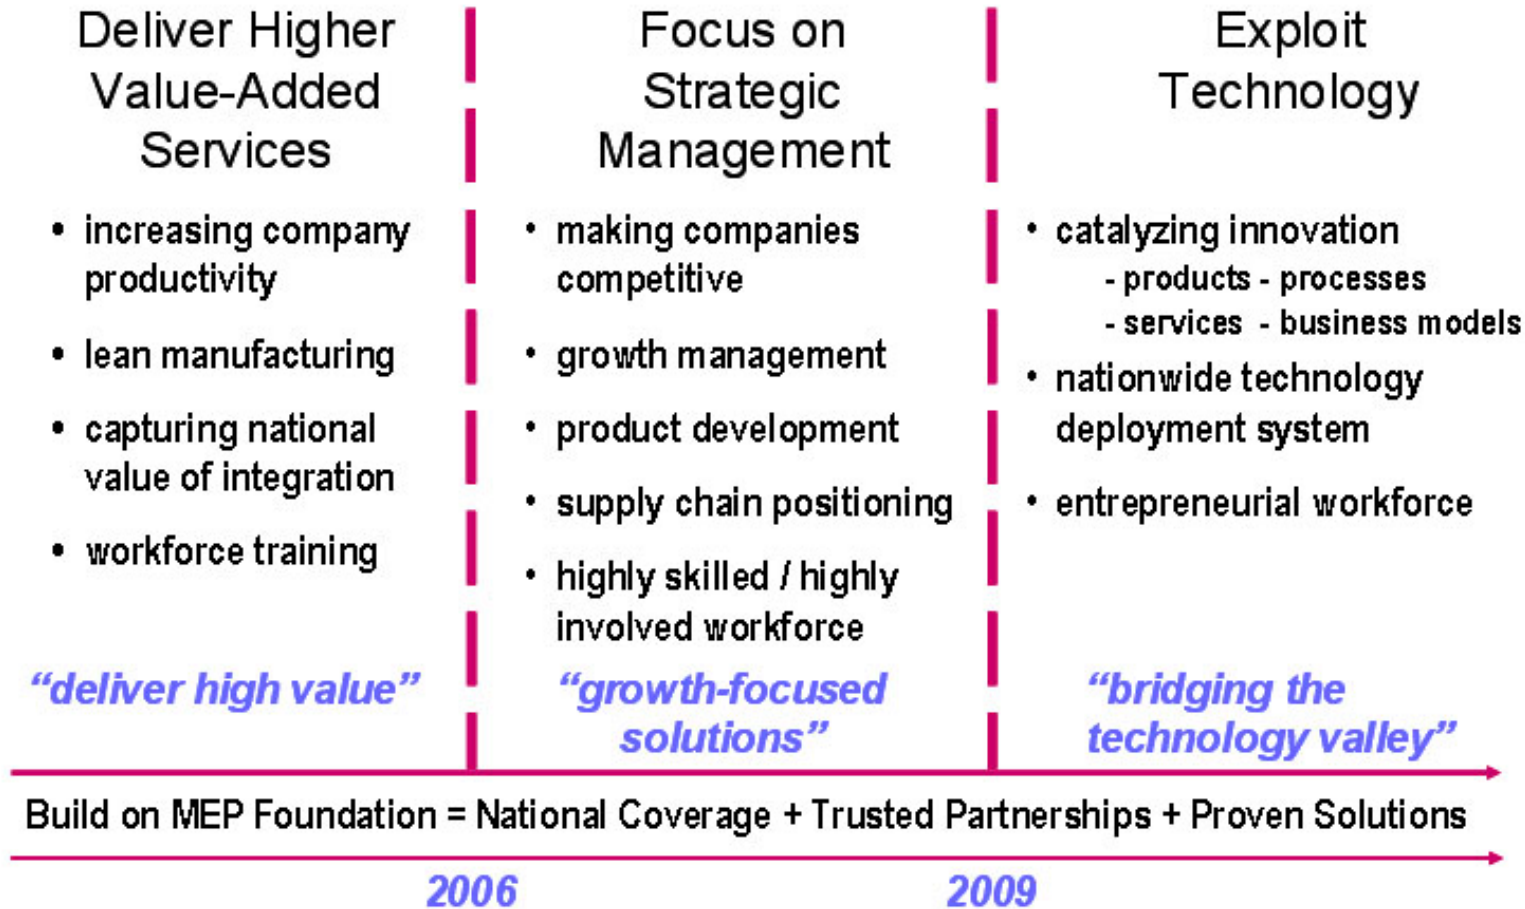 Deliver Higher
Value-Added
Services
• increasing company
productivity
• lean manufacturing
• capturing national
value of integration
• workforce training
“deliver high value”
Focus on
Strategic
Management
• making companies
competitive
• growth management
• product development
• supply chain positioning
• highly skilled / highly
involved workforce
“growth-focused
solutions”
Exploit
Technology
• catalyzing innovation
- products - processes
- services - business models
• nationwide technology
deployment system
• entrepreneurial workforce
“bridging the
technology valley”
Build on MEP Foundation = National Coverage + Trusted Partnerships + Proven Solutions
2006
2009